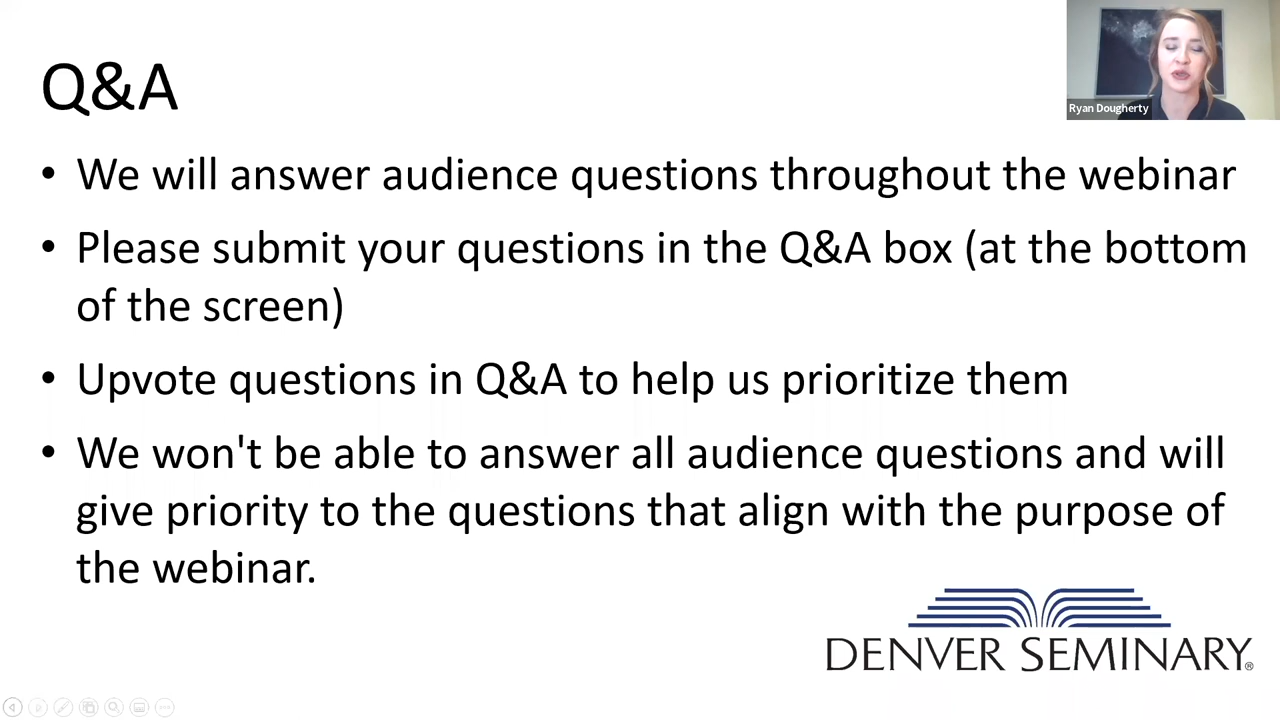 Q&A
Ryan Dougherty
• We will answer audience questions throughout the webinar
• Please submit your questions in the Q&A box (at the bottom
of the screen)
• Upvote questions in Q&A to help us prioritize them
• We won't be able to answer all audience questions and will
give priority to the questions that align with the purpose of
the webinar.
DENVER SEMINARY®